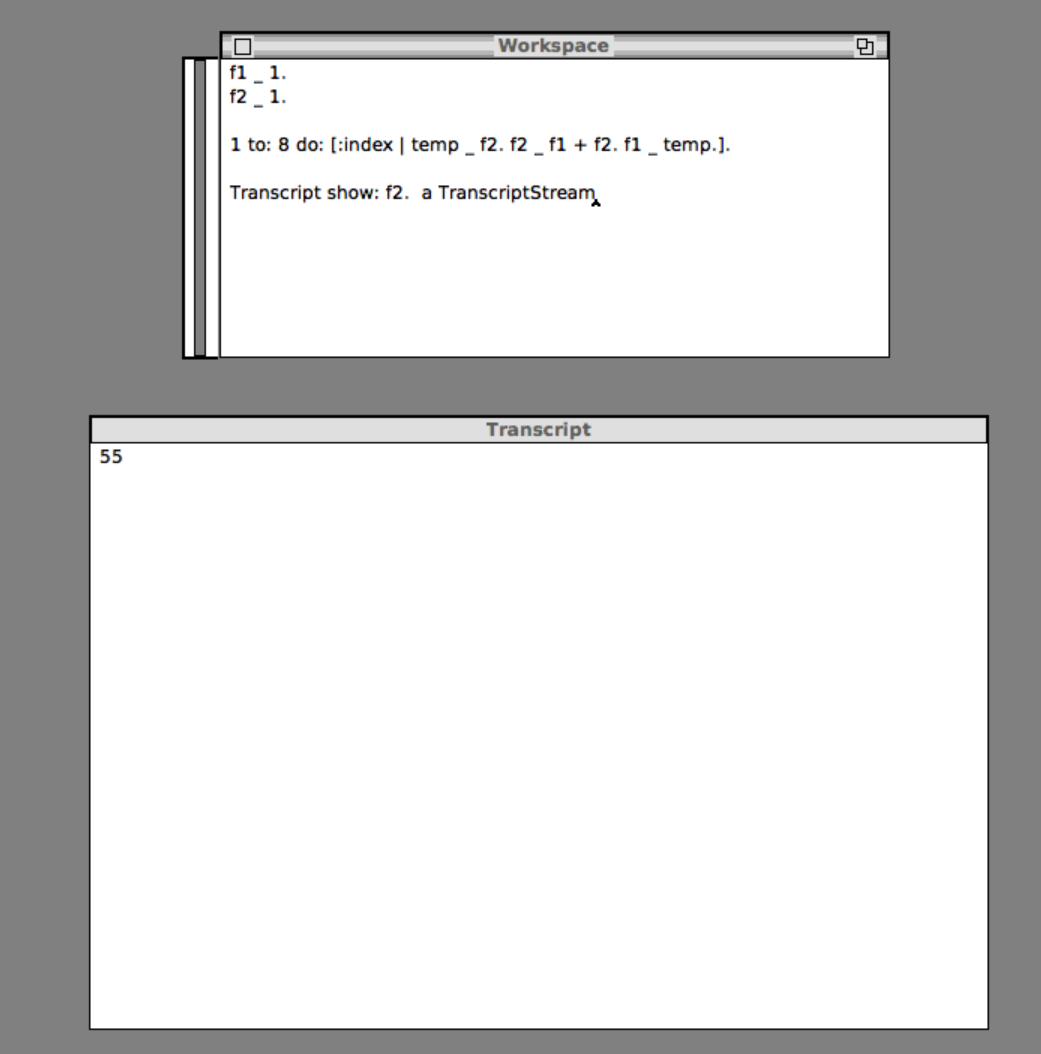 Workspace
f1 _ 1.
f2 _ 1.
1 to: 8 do: [:index | temp _ f2. f2 _ f1 + f2. f1 _ temp.].
Transcript show: f2.  a TranscriptStream
Transcript
55